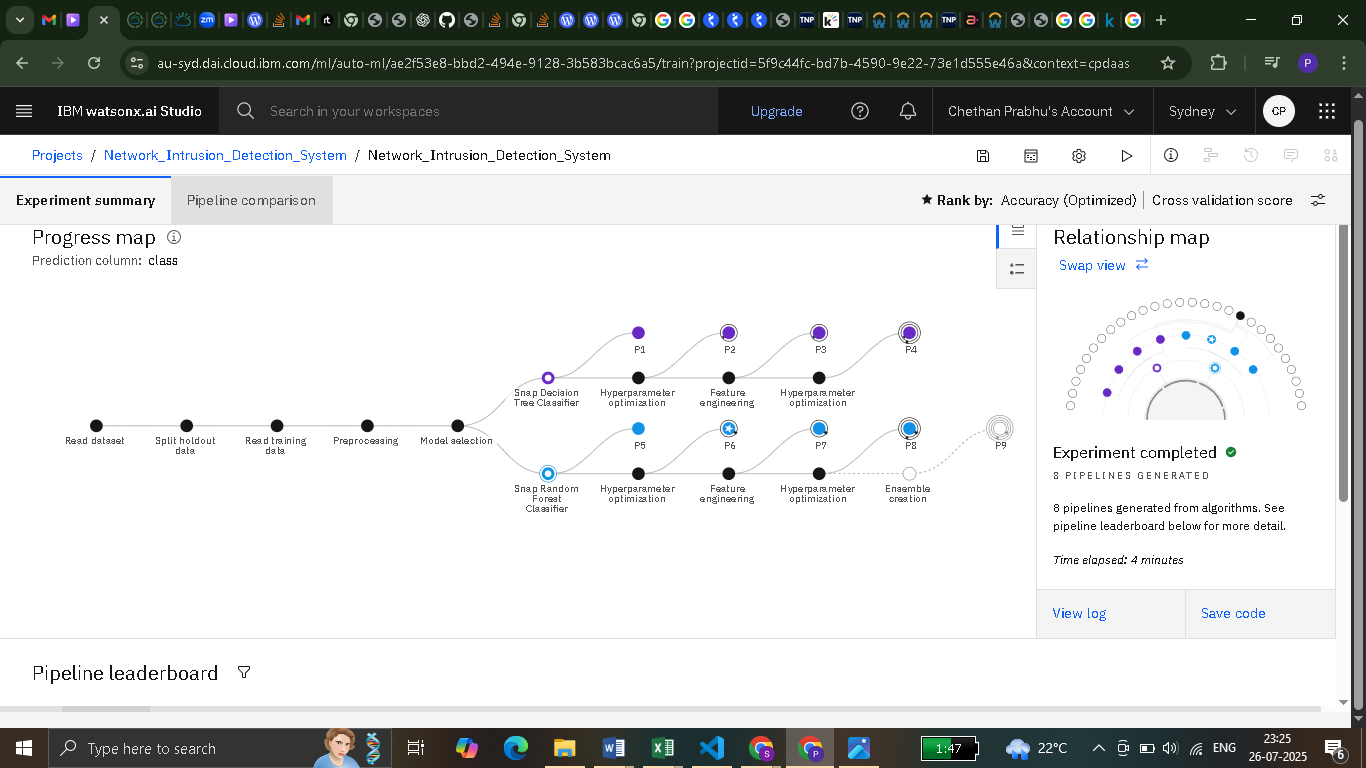 au-syd.dai.cloud.ibm.com/ml/auto-ml/ae2f53e8-bbd2-494e-9128-3b583bcac6a5/train?projectid=5f9c44fc-bd7b-4590-9e22-73e1d555e46a&context=cpdaas
P
IBM watsonx.ai Studio
Search in your workspaces
Upgrade
Chethan Prabhu's Account
Sydney
CP
Projects / Network_Intrusion_Detection_System / Network_Intrusion_Detection_System
Experiment summary
Pipeline comparison
Rank by: Accuracy (Optimized) | Cross validation score
Progress map
Prediction column: class
Relationship map
Swap view
P1
P2
P3
P4
Snap Decision
Tree Classifier
Hyperparameter
optimization
Feature
engineering
Hyperparameter
optimization
Read dataset
Split holdout
data
Read training
data
Preprocessing
Model selection
P5
P6
P7
P8
P9
Snap Random
Forest
Classifier
Hyperparameter
optimization
Feature
engineering
Hyperparameter
optimization
Ensemble
creation
Experiment completed
8 PIPELINES GENERATED
8 pipelines generated from algorithms. See
pipeline leaderboard below for more detail.
Time elapsed: 4 minutes
View log
Save code
Pipeline leaderboard
Type here to search
1:47
22°C
ENG
23:25
26-07-2025
6